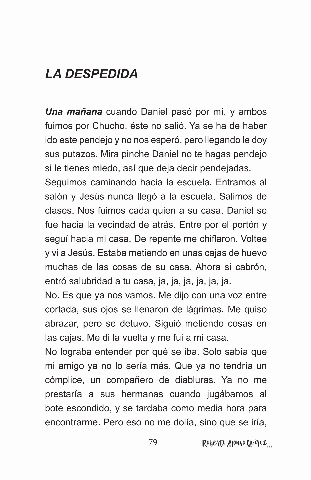 LA DESPEDIDA
Una mañana cuando Daniel pasó por mí, y ambos
fuimos por Chucho, éste no salió. Ya se ha de haber
ido este pendejo y no nos esperó, pero llegando le doy
sus putazos. Mira pinche Daniel no te hagas pendejo
si le tienes miedo, así que deja decir pendejadas.
Seguimos caminando hacia la escuela. Entramos al
salón y Jesús nunca llegó a la escuela. Salimos de
clases. Nos fuimos cada quien a su casa. Daniel se
fue hacia la vecindad de atrás. Entre por el portón y
seguí hacia mi casa. De repente me chiflaron. Voltee
y vi a Jesús. Estaba metiendo en unas cajas de huevo
muchas de las cosas de su casa. Ahora si cabrón,
entró salubridad a tu casa, ja, ja, ja, ja, ja, ja.
No. Es que ya nos vamos. Me dijo con una voz entre
cortada, sus ojos se llenaron de lágrimas. Me quiso
abrazar, pero se detuvo. Siguió metiendo cosas en
las cajas. Me di la vuelta y me fui a mi casa.
No lograba entender por qué se iba. Solo sabía que
mi amigo ya no lo sería más. Que ya no tendría un
cómplice, un compañero de diabluras. Ya no me
prestaría a sus hermanas cuando jugábamos al
bote escondido, y se tardaba como media hora para
encontrarme. Pero eso no me dolía, sino que se iría,
79